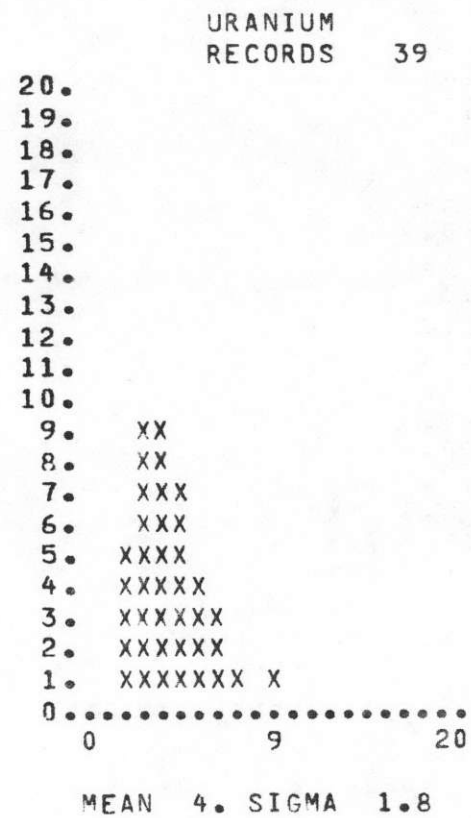 URANIUM
RECORDS 39
20.
19.
18.
17.
16.
15.
14.
13.
12.
11.
10.
9. XX
8. XX
7. XXX
6. XXX
5. XXXX
4. XXXXX
3. XXXXXX
2. XXXXXX
1. XXXXXXX X
0......................
0 9 20
MEAN 4. SIGMA 1.8